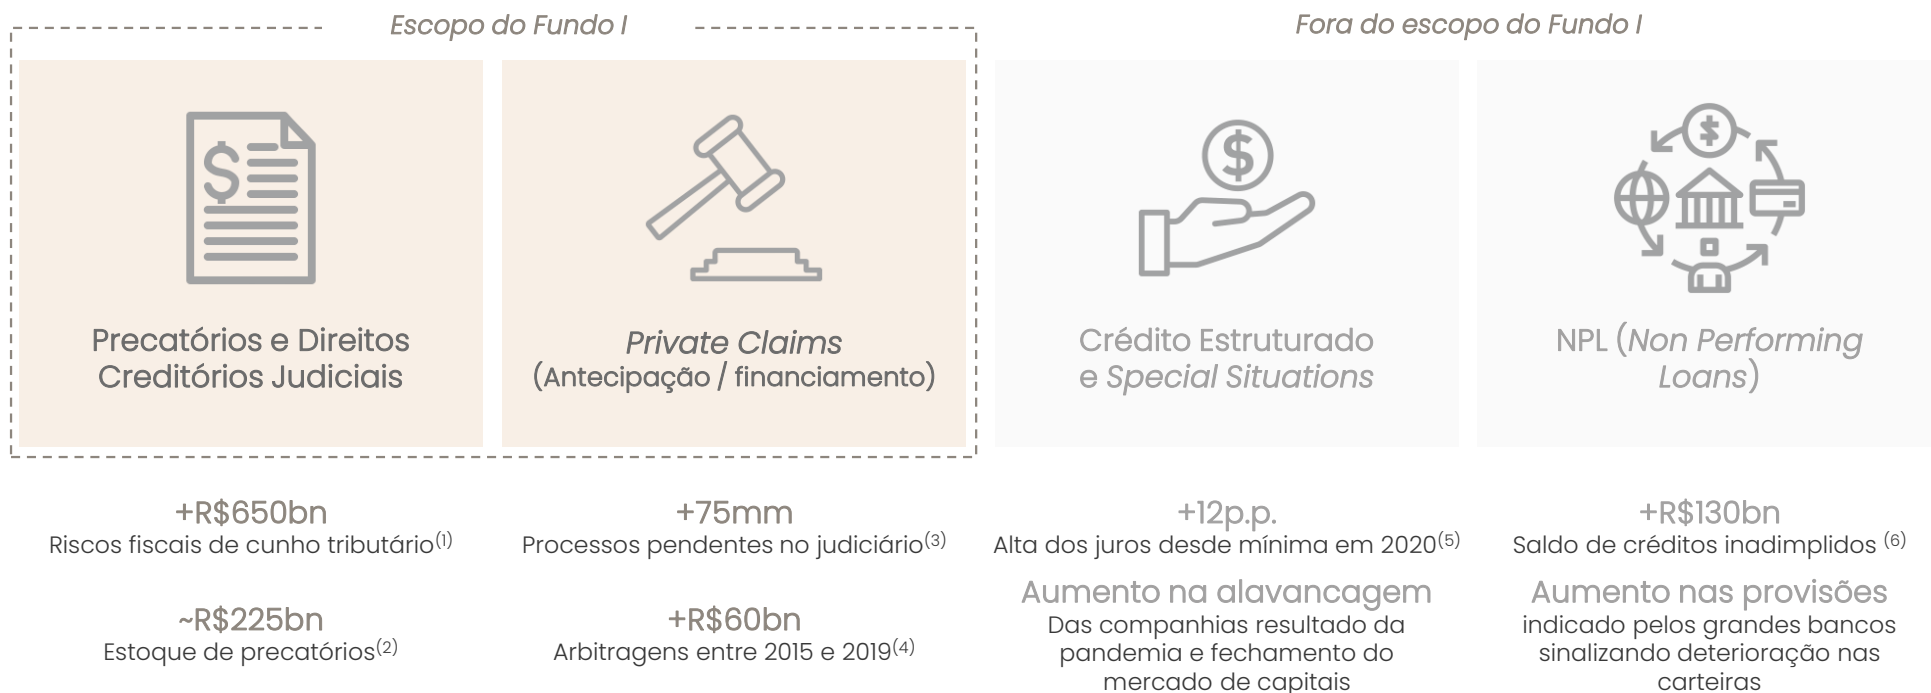 Escopo do Fundo I
Fora do escopo do Fundo I
Precatórios e Direitos
Creditórios Judiciais
Private Claims
(Antecipação / financiamento)
Crédito Estruturado
e Special Situations
NPL (Non Performing
Loans)
+R$650bn
Riscos fiscais de cunho tributário(1)
~R$225bn
Estoque de precatórios(2)
+75mm
Processos pendentes no judiciário(3)
+R$60bn
Arbitragens entre 2015 e 2019(4)
+12p.p.
Alta dos juros desde mínima em 2020(5)
Aumento na alavancagem
Das companhias resultado da
pandemia e fechamento do
mercado de capitais
+R$130bn
Saldo de créditos inadimplidos (6)
Aumento nas provisões
indicado pelos grandes bancos
sinalizando deterioração nas
carteiras